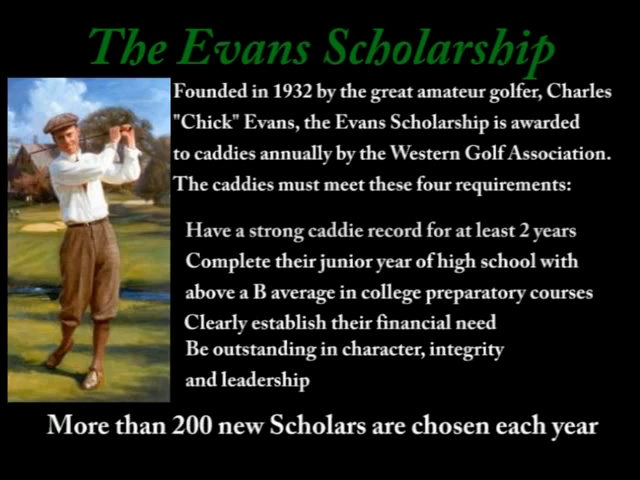 The Evans Scholarship
Founded in 1932 by the great amateur golfer, Charles
"Chick" Evans, the Evans Scholarship is awarded
to caddies annually by the Western Golf Association.
The caddies must meet these four requirements:
Have a strong caddie record for at least 2 years
Complete their junior year of high school with
above a B average in college preparatory courses
Clearly establish their financial need
Be outstanding in character, integrity
and leadership
More than 200 new Scholars are chosen each year